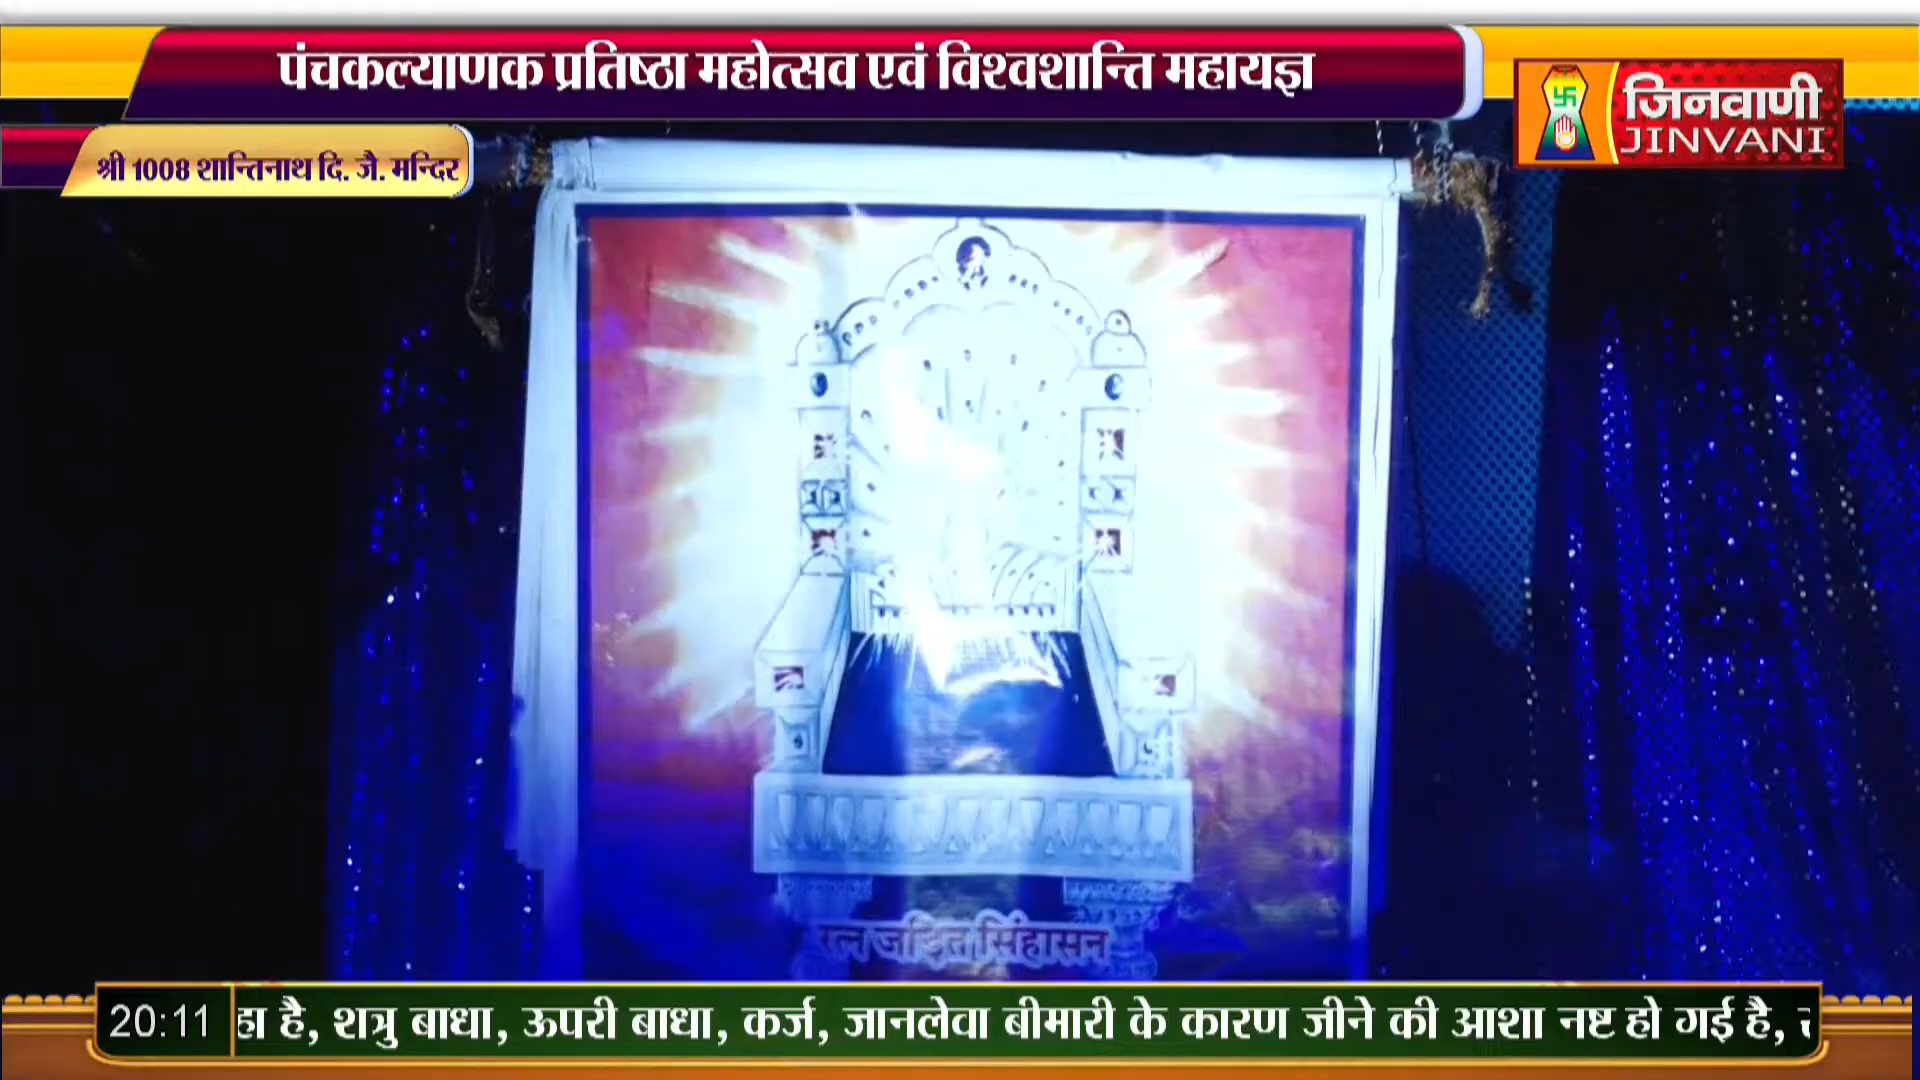 पंचकल्याणक प्रतिष्ठा महोत्सव एवं विश्वशान्ति महायज्ञ
जिनवाणी
JINVANI
श्री 1008 शान्तिनाथ दि. जै. मन्दिर
रत्न जड़ित सिंहासन
20:11
है, शत्रु बाधा, ऊपरी बाधा, कर्ज, जानलेवा बीमारी के कारण जीने की आशा नष्ट हो गई है,